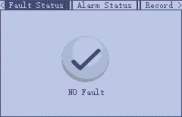 < Fault Status || Alarm Status || Record >
NO Fault